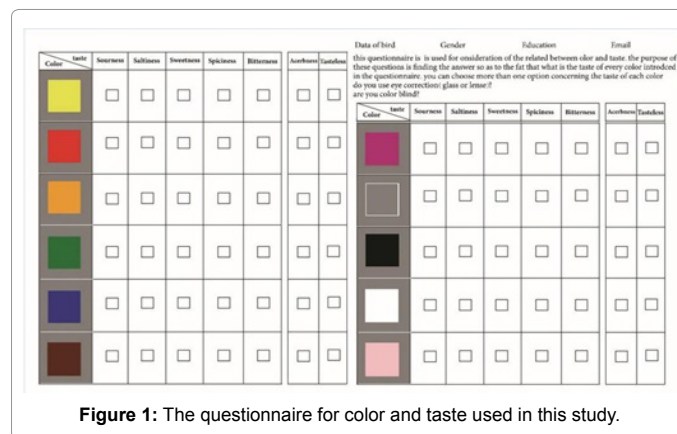 Color taste Sourness Saltiness Sweetness Spiciness Bitterness Acerbness Tasteless
Data of bird Gender Education Email
this questionnaire is is used for onsideration of the related between olor and taste. the purpose of
these questions is finding the answer so as to the fat that what is the taste of every color introdced
in the questionnaire. you can choose more than one option concerning the taste of each color
do you use eye correction: glass or lense?
are you color blind?
Color taste Sourness Saltiness Sweetness Spiciness Bitterness Acerbness Tasteless
Figure 1: The questionnaire for color and taste used in this study.